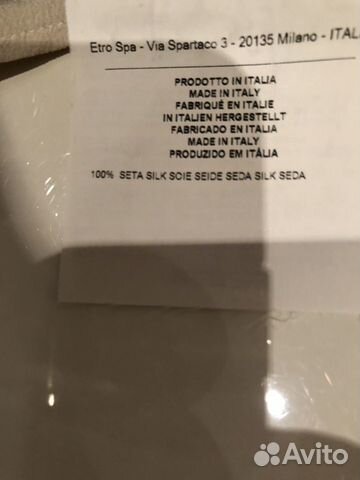 Etro Spa - Via Spartaco 3 - 20135 Milano - ITAL
PRODOTTO IN ITALIA
MADE IN ITALY
FABRIQUÉ EN ITALIE
IN ITALIEN HERGESTELLT
FABRICADO EN ITALIA
MADE IN ITALY
PRODUZIDO EM ITÁLIA
100% SETA SILK SOIE SEIDE SEDA SILK SEDA
Avito